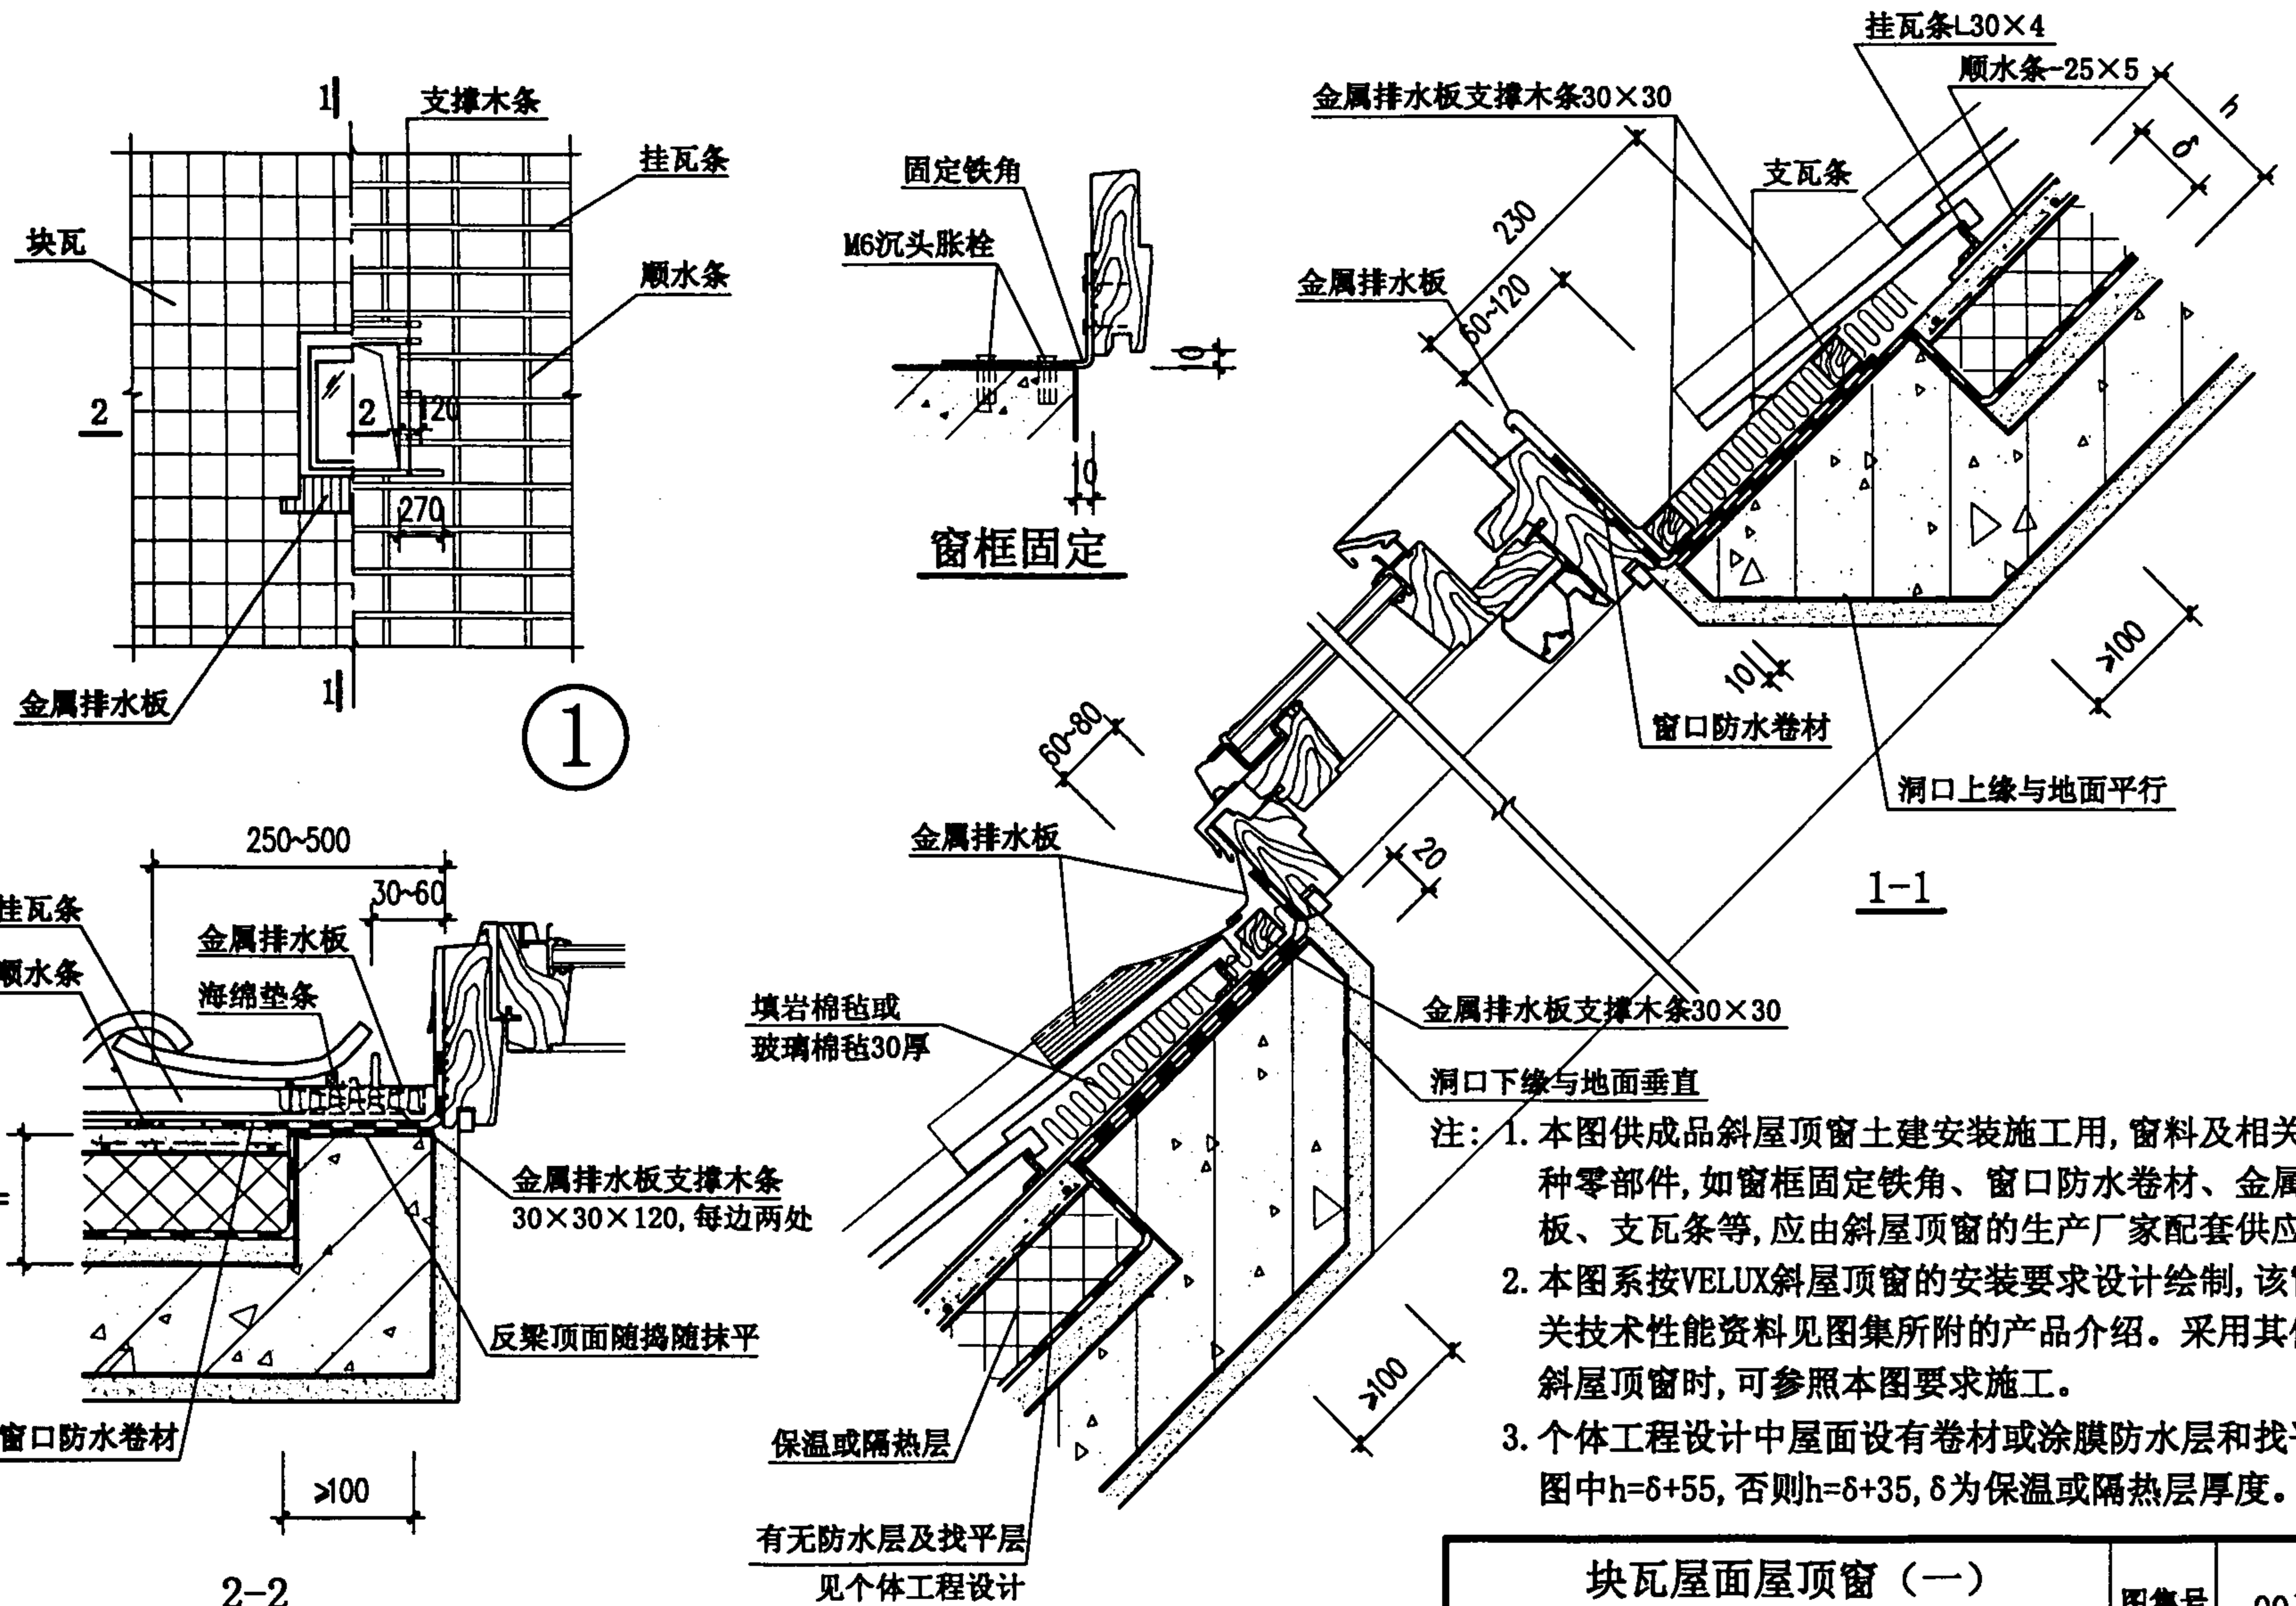 1
支撑木条
挂瓦条
块瓦
顺水条
2
2
120
270
金属排水板
1
1
固定铁角
M6沉头胀栓
10
窗框固定
挂瓦条L30×4
顺水条-25×5
h
δ
金属排水板支撑木条30×30
支瓦条
230
60~120
金属排水板
10
>100
窗口防水卷材
洞口上缘与地面平行
1-1
60~80
金属排水板
20
填岩棉毡或
玻璃棉毡30厚
金属排水板支撑木条30×30
洞口下缘与地面垂直
保温或隔热层
>100
有无防水层及找平层
见个体工程设计
250~500
30~60
挂瓦条
顺水条
金属排水板
海绵垫条
金属排水板支撑木条
30×30×120,每边两处
反梁顶面随捣随抹平
窗口防水卷材
>100
2-2
注: 1.本图供成品斜屋顶窗土建安装施工用,窗料及相关
种零部件,如窗框固定铁角、窗口防水卷材、金属
板、支瓦条等,应由斜屋顶窗的生产厂家配套供应
2.本图系按VELUX斜屋顶窗的安装要求设计绘制,该
关技术性能资料见图集所附的产品介绍。采用其
斜屋顶窗时,可参照本图要求施工。
3.个体工程设计中屋面设有卷材或涂膜防水层和找
图中h=δ+55,否则h=δ+35,δ为保温或隔热层厚度。
块瓦屋面屋顶窗（一）
图集号